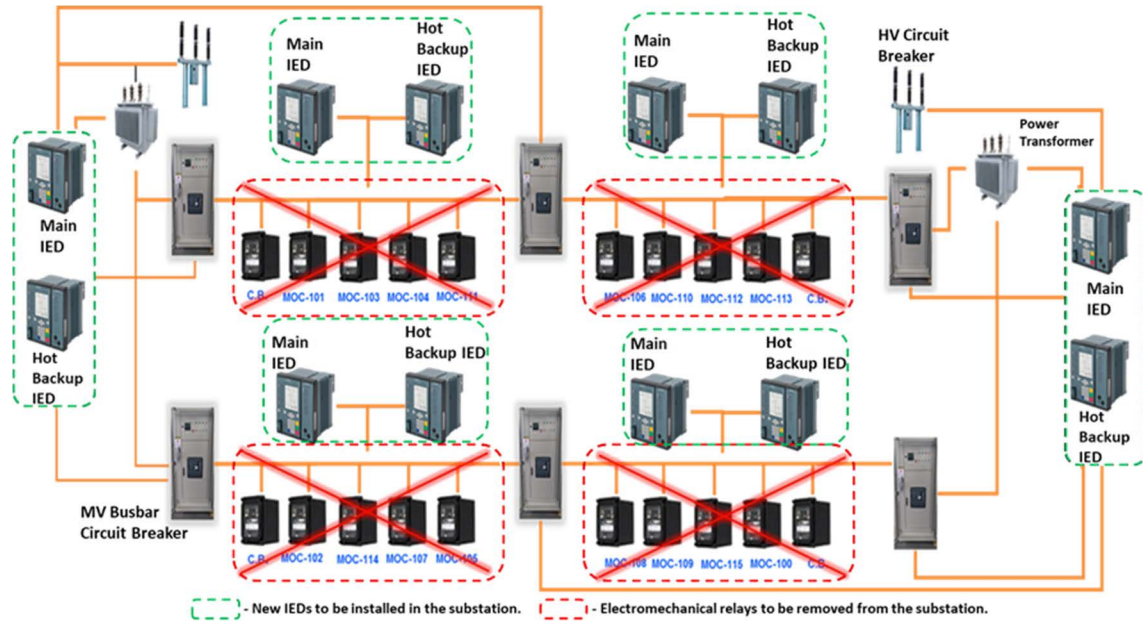 Main
IED
Hot
Backup
IED
Main
IED
Hot
Backup
IED
HV Circuit
Breaker
Power
Transformer
Main
IED
Hot
Backup
IED
C.B.
MOC-101
MOC-103
MOC-104
MOC-111
MOC-106
MOC-110
MOC-112
MOC-113
C.B.
Main
IED
Hot
Backup
IED
Main
IED
Hot
Backup IED
Main
IED
Hot
Backup IED
MV Busbar
Circuit Breaker
C.B.
MOC-102
MOC-114
MOC-107
MOC-105
MOC-108
MOC-109
MOC-115
MOC-100
C.B
- New IEDs to be installed in the substation.
- Electromechanical relays to be removed from the substation.